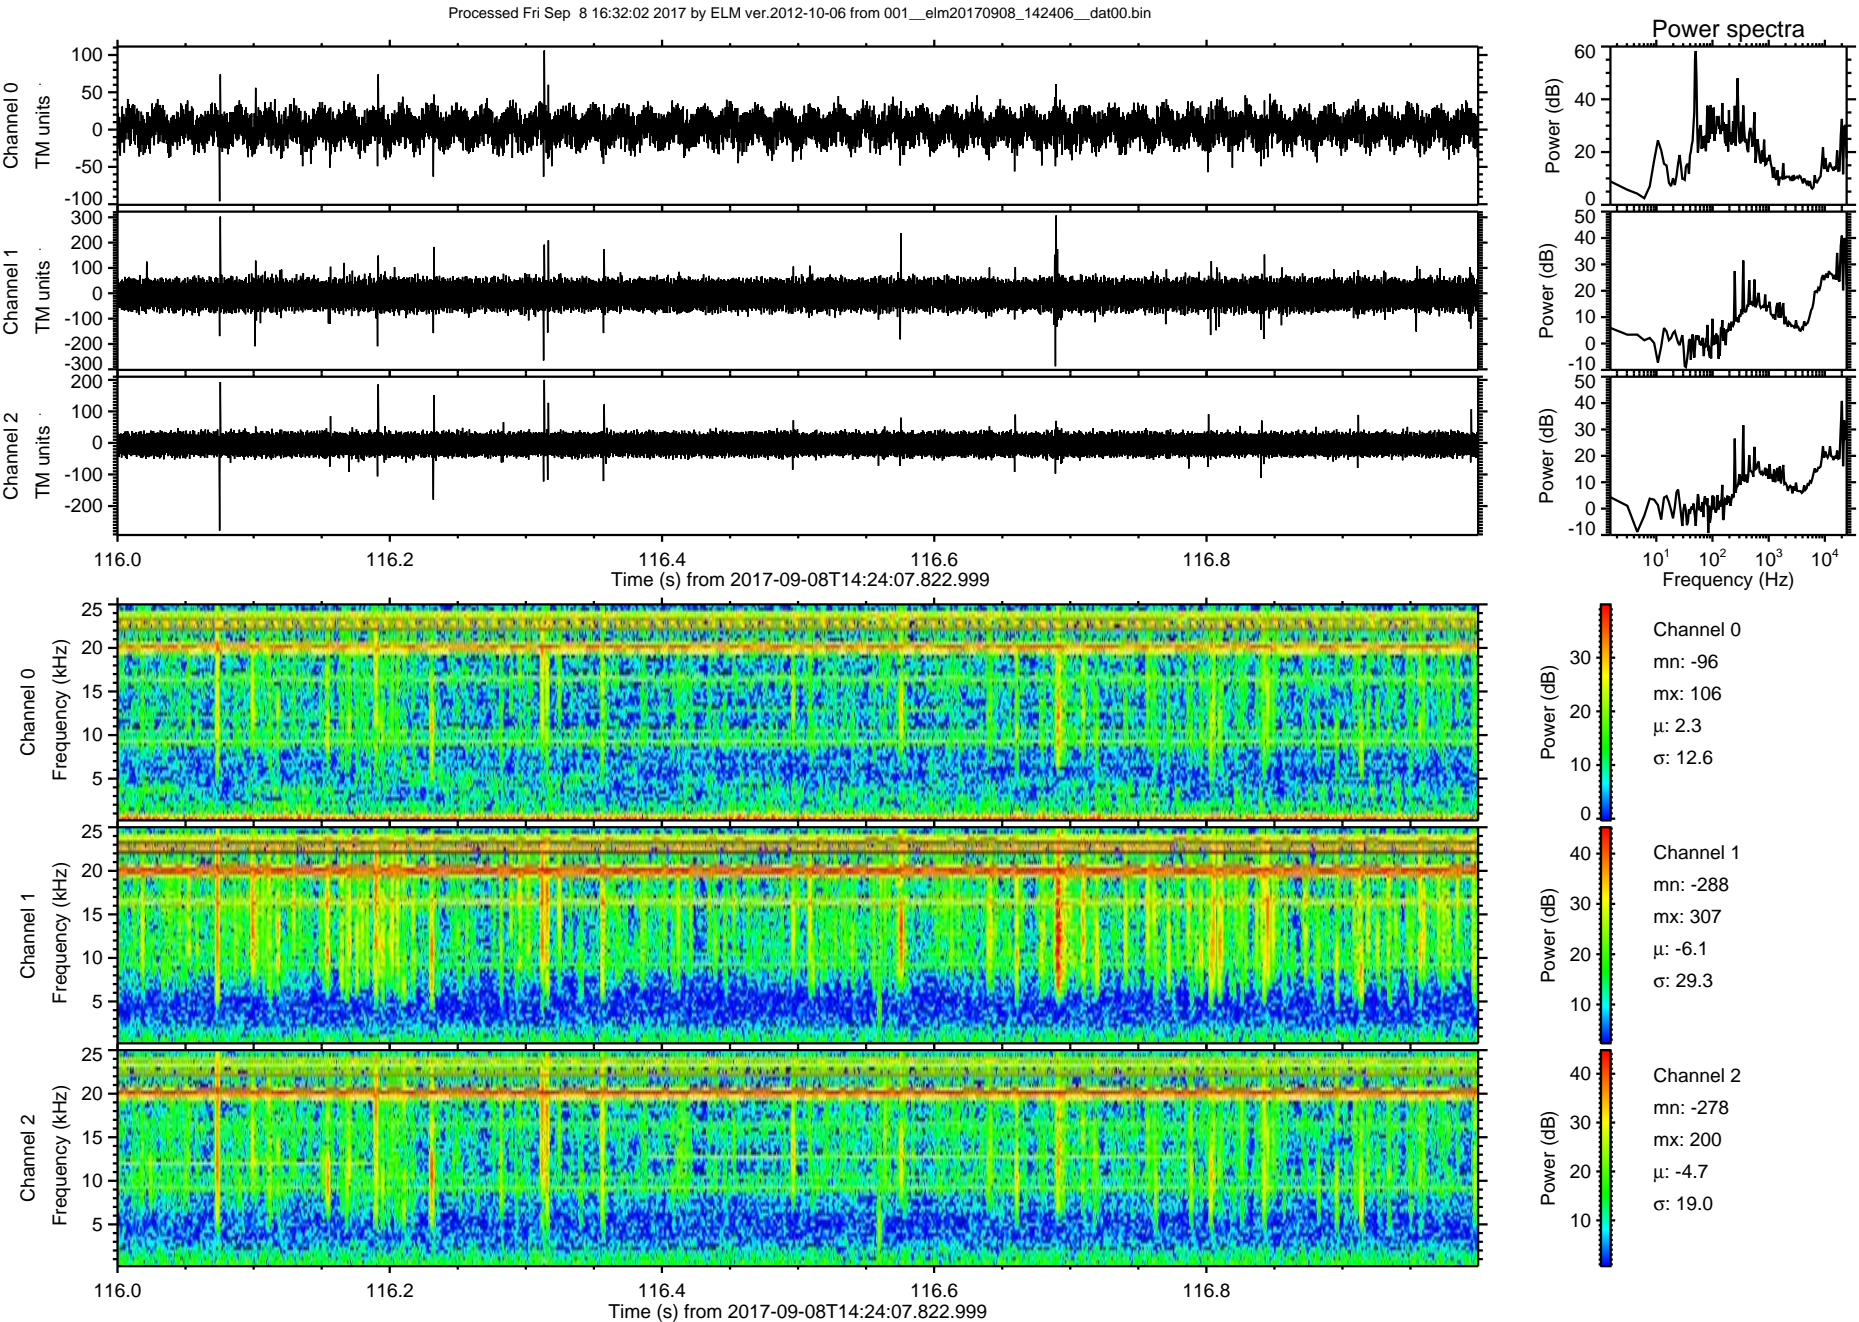 Processed Fri Sep  8 16:32:02 2017 by ELM ver.2012-10-06 from 001__elm20170908_142406__dat00.bin
Power spectra
Channel 0
TM units
100
50
0
-50
-100
Power (dB)
60
40
20
0
Channel 1
TM units
300
200
100
0
-100
-200
-300
Power (dB)
50
40
30
20
10
0
-10
Channel 2
TM units
200
100
0
-100
-200
Power (dB)
50
40
30
20
10
0
-10
116.0 116.2 116.4 116.6 116.8
Time (s) from 2017-09-08T14:24:07.822.999
10¹ 10² 10³ 10⁴
Frequency (Hz)
Channel 0
Frequency (kHz)
25
20
15
10
5
Power (dB)
30
20
10
0
Channel 0
mn: -96
mx: 106
μ: 2.3
σ: 12.6
Channel 1
Frequency (kHz)
25
20
15
10
5
Power (dB)
40
30
20
10
Channel 1
mn: -288
mx: 307
μ: -6.1
σ: 29.3
Channel 2
Frequency (kHz)
25
20
15
10
5
Power (dB)
40
30
20
10
Channel 2
mn: -278
mx: 200
μ: -4.7
σ: 19.0
116.0 116.2 116.4 116.6 116.8
Time (s) from 2017-09-08T14:24:07.822.999